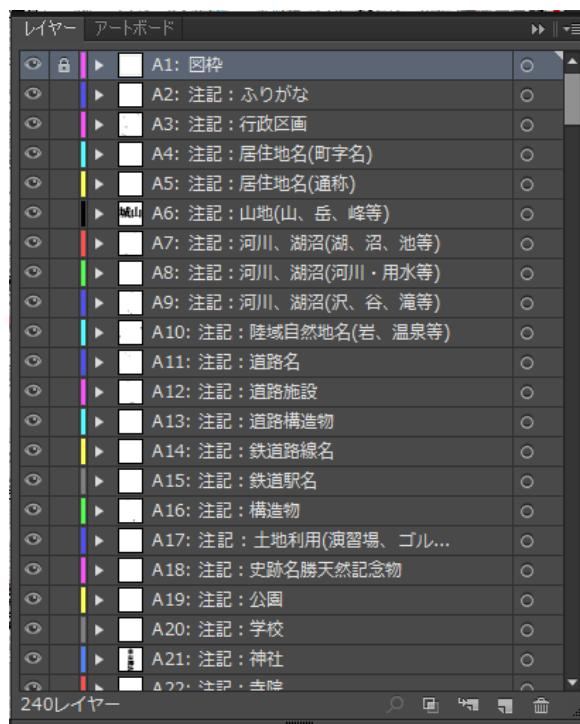 レイヤー アートボード
A1: 図枠
A2: 注記：ふりがな
A3: 注記：行政区画
A4: 注記：居住地名(町字名)
A5: 注記：居住地名(通称)
城山 A6: 注記：山地(山、岳、峰等)
A7: 注記：河川、湖沼(湖、沼、池等)
A8: 注記：河川、湖沼(河川・用水等)
A9: 注記：河川、湖沼(沢、谷、滝等)
A10: 注記：陸域自然地名(岩、温泉等)
A11: 注記：道路名
A12: 注記：道路施設
A13: 注記：道路構造物
A14: 注記：鉄道路線名
A15: 注記：鉄道駅名
A16: 注記：構造物
A17: 注記：土地利用(演習場、ゴル...
A18: 注記：史跡名勝天然記念物
A19: 注記：公園
A20: 注記：学校
A21: 注記：神社
A22: 注記：寺院
240レイヤー